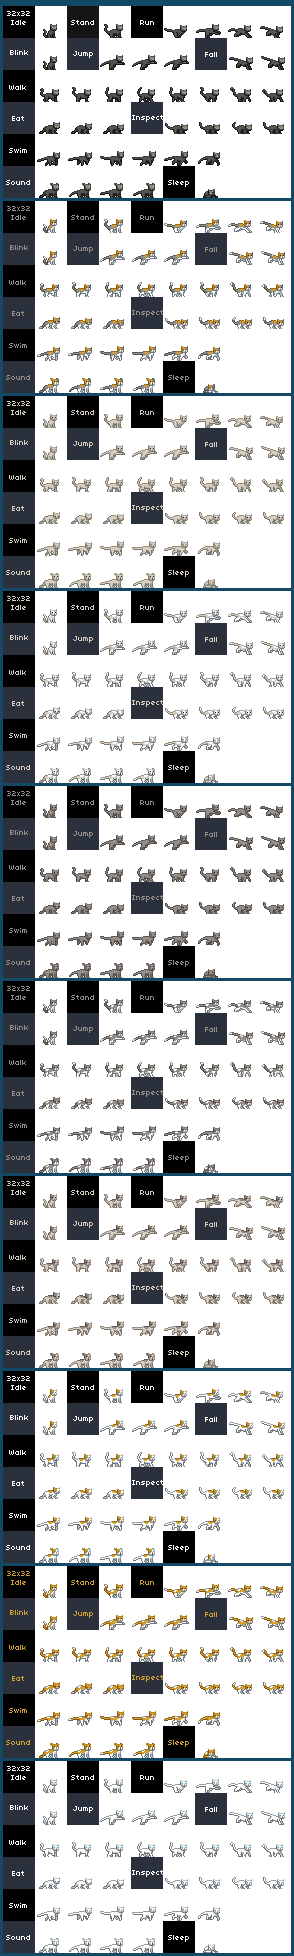 32x32
Idle Stand Run
Blink Jump Fall
Walk
Eat Inspect
Swim
Sound Sleep
32x32
Idle Stand Run
Blink Jump Fall
Walk
Eat Inspect
Swim
Sound Sleep
32x32
Idle Stand Run
Blink Jump Fall
Walk
Eat Inspect
Swim
Sound Sleep
32x32
Idle Stand Run
Blink Jump Fall
Walk
Eat Inspect
Swim
Sound Sleep
32x32
Idle Stand Run
Blink Jump Fall
Walk
Eat Inspect
Swim
Sound Sleep
32x32
Idle Stand Run
Blink Jump Fall
Walk
Eat Inspect
Swim
Sound Sleep
32x32
Idle Stand Run
Blink Jump Fall
Walk
Eat Inspect
Swim
Sound Sleep
32x32
Idle Stand Run
Blink Jump Fall
Walk
Eat Inspect
Swim
Sound Sleep
32x32
Idle Stand Run
Blink Jump Fall
Walk
Eat Inspect
Swim
Sound Sleep
32x32
Idle Stand Run
Blink Jump Fall
Walk
Eat Inspect
Swim
Sound Sleep